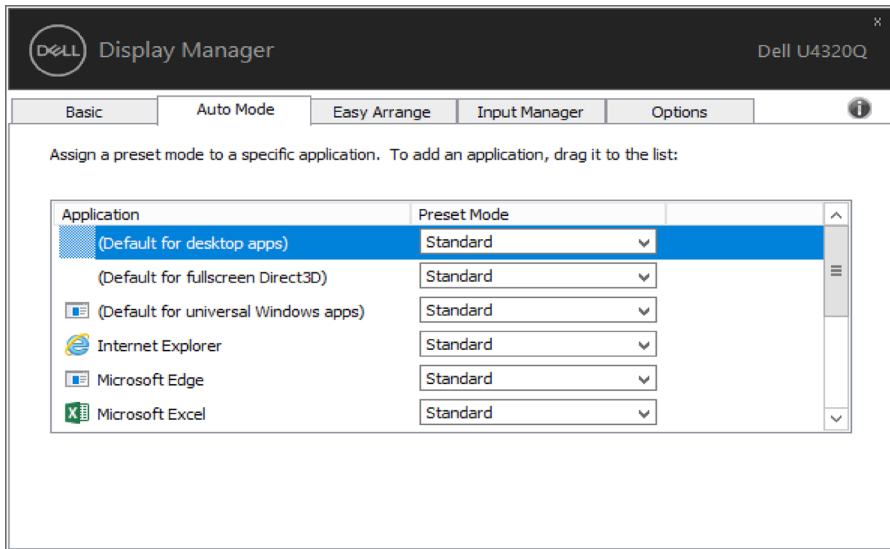 x
DELL Display Manager Dell U4320Q
Basic Auto Mode Easy Arrange Input Manager Options i
Assign a preset mode to a specific application. To add an application, drag it to the list:
Application Preset Mode
(Default for desktop apps) Standard
(Default for fullscreen Direct3D) Standard
(Default for universal Windows apps) Standard
Internet Explorer Standard
Microsoft Edge Standard
Microsoft Excel Standard